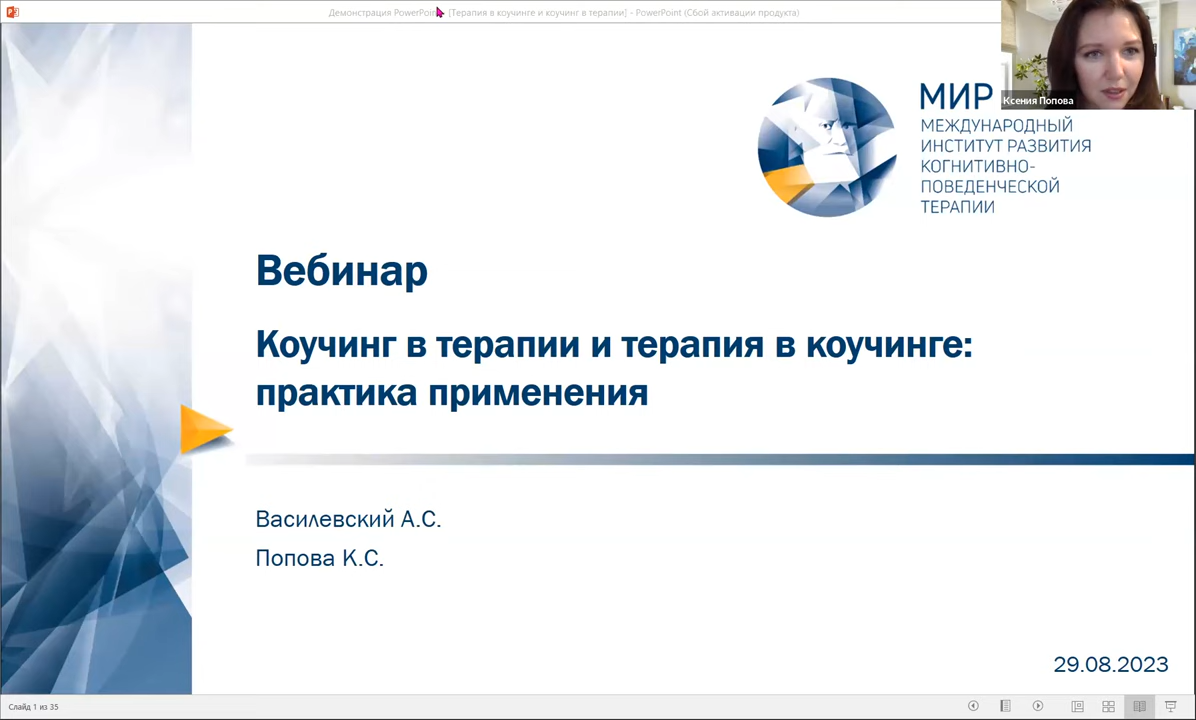 Демонстрация PowerPoint [Терапия в коучинге и коучинг в терапии] - PowerPoint (Сбой активации продукта)
МИР
Ксения Попова
МЕЖДУНАРОДНЫЙ
ИНСТИТУТ РАЗВИТИЯ
КОГНИТИВНО-
ПОВЕДЕНЧЕСКОЙ
ТЕРАПИИ
Вебинар
Коучинг в терапии и терапия в коучинге:
практика применения
Василевский А.С.
Попова К.С.
29.08.2023
Слайд 1 из 35